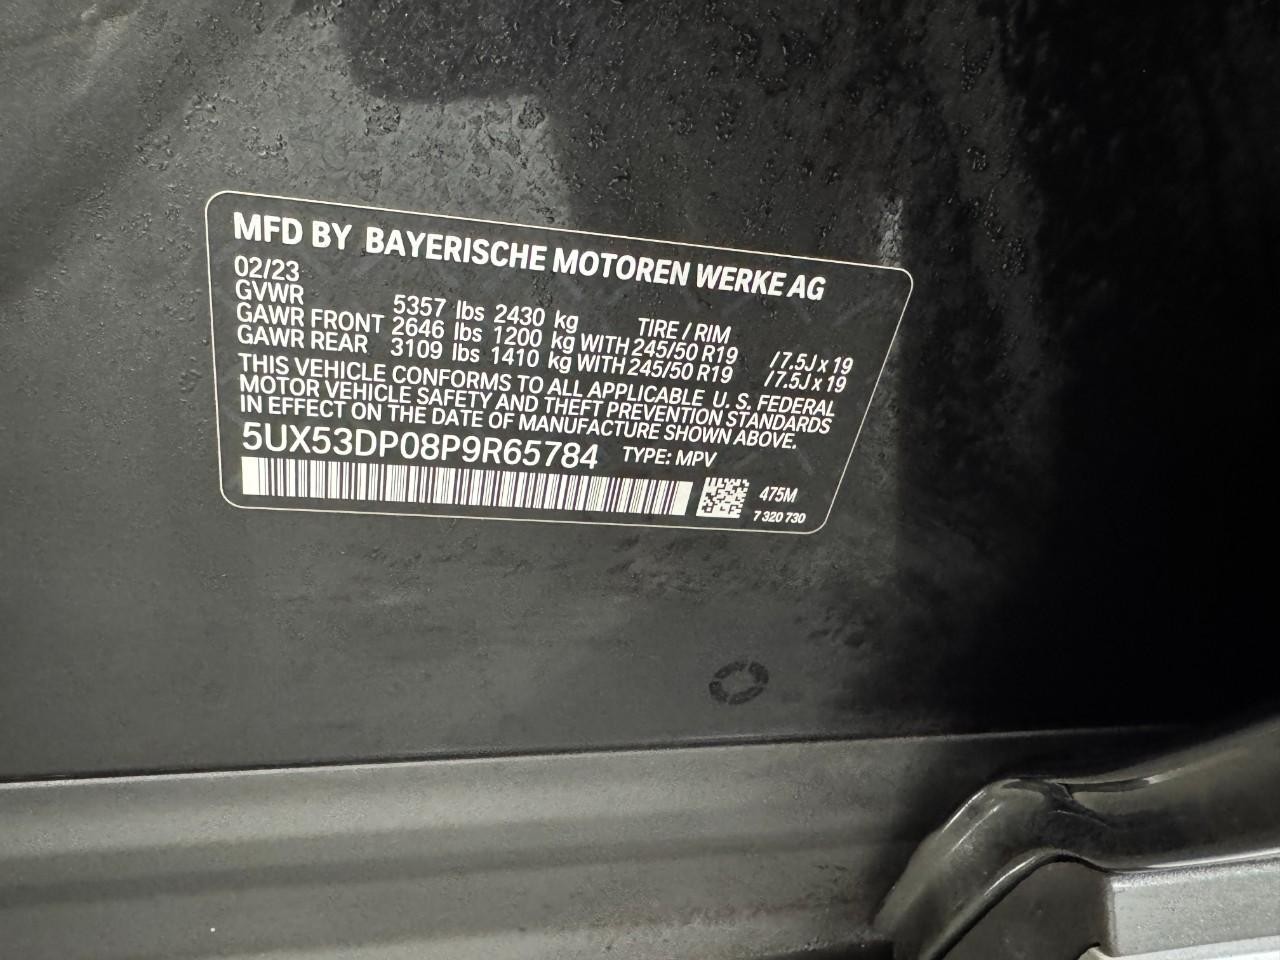 MFD BY BAYERISCHE MOTOREN WERKE AG
02/23
GVWR 5357 lbs 2430 kg TIRE / RIM
GAWR FRONT 2646 lbs 1200 kg WITH 245/50 R19 / 7.5J x 19
GAWR REAR 3109 lbs 1410 kg WITH 245/50 R19 / 7.5J x 19
THIS VEHICLE CONFORMS TO ALL APPLICABLE U. S. FEDERAL
MOTOR VEHICLE SAFETY AND THEFT PREVENTION STANDARDS
IN EFFECT ON THE DATE OF MANUFACTURE SHOWN ABOVE.
5UX53DP08P9R65784 TYPE: MPV
475M
7 320 730